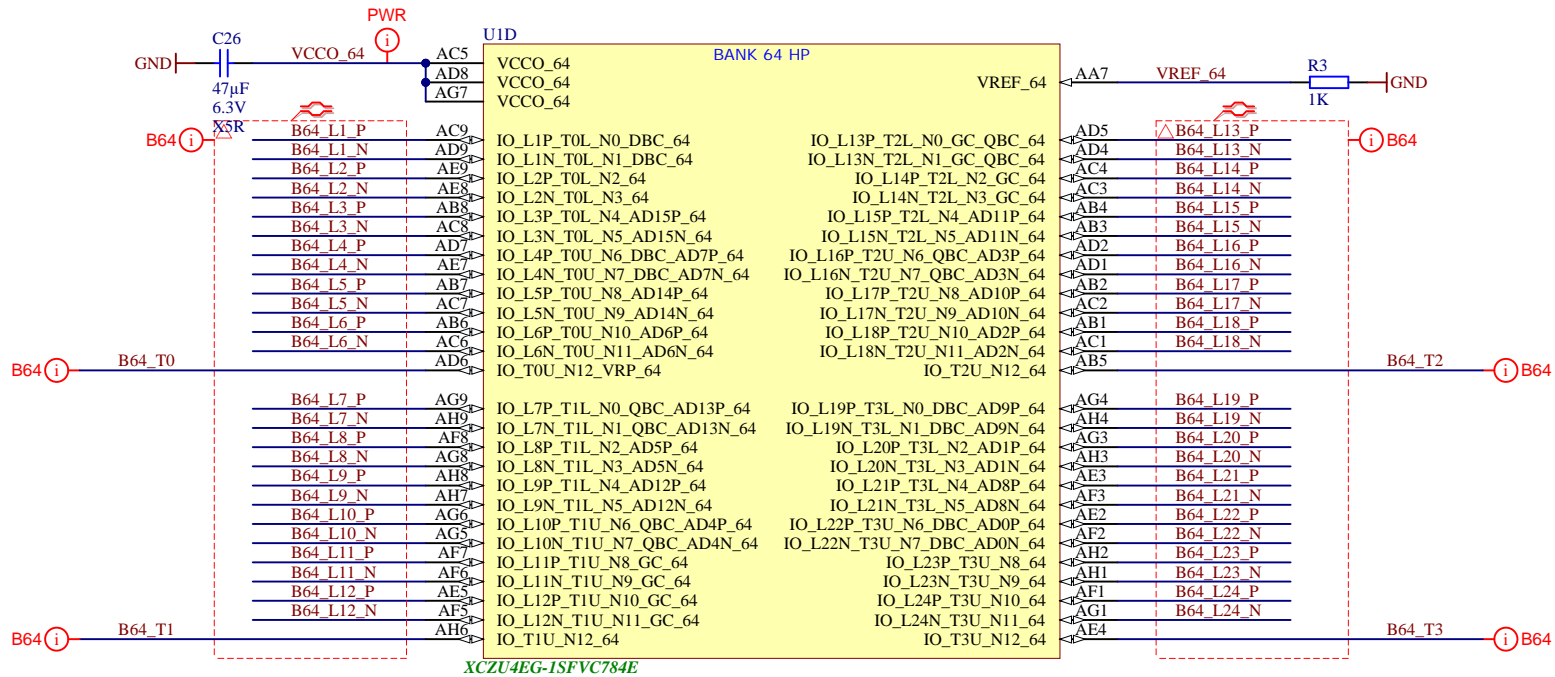 PWR
C26
U1D
GND
VCCO_64
AC5
VCCO_64
BANK 64 HP
R3
AD8
VCCO_64
VREF_64
AA7
VREF_64
GND
47µF
AG7
VCCO_64
1K
6.3V
X5R
B64
B64_L1_P
AC9
IO_L1P_T0L_N0_DBC_64
IO_L13P_T2L_N0_GC_QBC_64
AD5
B64_L13_P
B64
B64_L1_N
AD9
IO_L1N_T0L_N1_DBC_64
IO_L13N_T2L_N1_GC_QBC_64
AD4
B64_L13_N
B64_L2_P
AE9
IO_L2P_T0L_N2_64
IO_L14P_T2L_N2_GC_64
AC4
B64_L14_P
B64_L2_N
AE8
IO_L2N_T0L_N3_64
IO_L14N_T2L_N3_GC_64
AC3
B64_L14_N
B64_L3_P
AB8
IO_L3P_T0L_N4_AD15P_64
IO_L15P_T2L_N4_AD11P_64
AB4
B64_L15_P
B64_L3_N
AC8
IO_L3N_T0L_N5_AD15N_64
IO_L15N_T2L_N5_AD11N_64
AB3
B64_L15_N
B64_L4_P
AD7
IO_L4P_T0U_N6_DBC_AD7P_64
IO_L16P_T2U_N6_QBC_AD3P_64
AD2
B64_L16_P
B64_L4_N
AE7
IO_L4N_T0U_N7_DBC_AD7N_64
IO_L16N_T2U_N7_QBC_AD3N_64
AD1
B64_L16_N
B64_L5_P
AB7
IO_L5P_T0U_N8_AD14P_64
IO_L17P_T2U_N8_AD10P_64
AB2
B64_L17_P
B64_L5_N
AC7
IO_L5N_T0U_N9_AD14N_64
IO_L17N_T2U_N9_AD10N_64
AC2
B64_L17_N
B64_L6_P
AB6
IO_L6P_T0U_N10_AD6P_64
IO_L18P_T2U_N10_AD2P_64
AB1
B64_L18_P
B64_L6_N
AC6
IO_L6N_T0U_N11_AD6N_64
IO_L18N_T2U_N11_AD2N_64
AC1
B64_L18_N
B64
B64_T0
AD6
IO_T0U_N12_VRP_64
IO_T2U_N12_64
AB5
B64_T2
B64
B64_L7_P
AG9
IO_L7P_T1L_N0_QBC_AD13P_64
IO_L19P_T3L_N0_DBC_AD9P_64
AG4
B64_L19_P
B64_L7_N
AH9
IO_L7N_T1L_N1_QBC_AD13N_64
IO_L19N_T3L_N1_DBC_AD9N_64
AH4
B64_L19_N
B64_L8_P
AF8
IO_L8P_T1L_N2_AD5P_64
IO_L20P_T3L_N2_AD1P_64
AG3
B64_L20_P
B64_L8_N
AG8
IO_L8N_T1L_N3_AD5N_64
IO_L20N_T3L_N3_AD1N_64
AH3
B64_L20_N
B64_L9_P
AH8
IO_L9P_T1L_N4_AD12P_64
IO_L21P_T3L_N4_AD8P_64
AE3
B64_L21_P
B64_L9_N
AH7
IO_L9N_T1L_N5_AD12N_64
IO_L21N_T3L_N5_AD8N_64
AF3
B64_L21_N
B64_L10_P
AG6
IO_L10P_T1U_N6_QBC_AD4P_64
IO_L22P_T3U_N6_DBC_AD0P_64
AE2
B64_L22_P
B64_L10_N
AG5
IO_L10N_T1U_N7_QBC_AD4N_64
IO_L22N_T3U_N7_DBC_AD0N_64
AF2
B64_L22_N
B64_L11_P
AF7
IO_L11P_T1U_N8_GC_64
IO_L23P_T3U_N8_64
AH2
B64_L23_P
B64_L11_N
AF6
IO_L11N_T1U_N9_GC_64
IO_L23N_T3U_N9_64
AH1
B64_L23_N
B64_L12_P
AE5
IO_L12P_T1U_N10_GC_64
IO_L24P_T3U_N10_64
AF1
B64_L24_P
B64_L12_N
AF5
IO_L12N_T1U_N11_GC_64
IO_L24N_T3U_N11_64
AG1
B64_L24_N
B64
B64_T1
AH6
IO_T1U_N12_64
IO_T3U_N12_64
AE4
B64_T3
B64
XCZU4EG-1SFVC784E